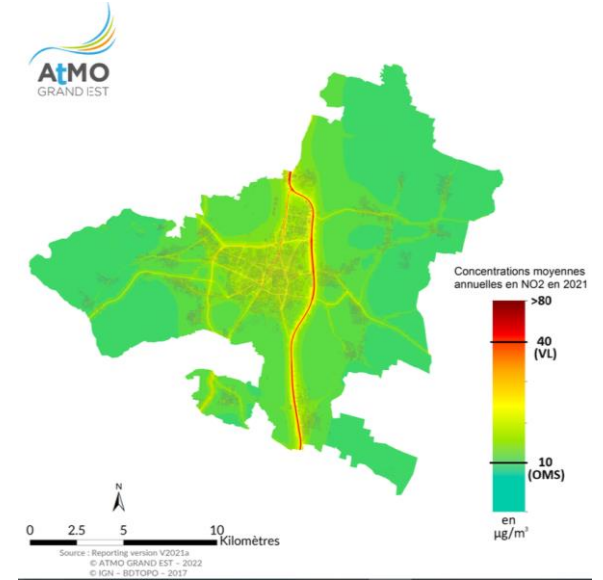 AtMO
GRAND EST
Concentrations moyennes
annuelles en NO2 en 2021
>80
40
(VL)
10
(OMS)
en
µg/m³
N
0 2.5 5 10
Kilomètres
Source : Reporting version V2021a
© ATMO GRAND EST - 2022
© IGN - BDTOPO - 2017